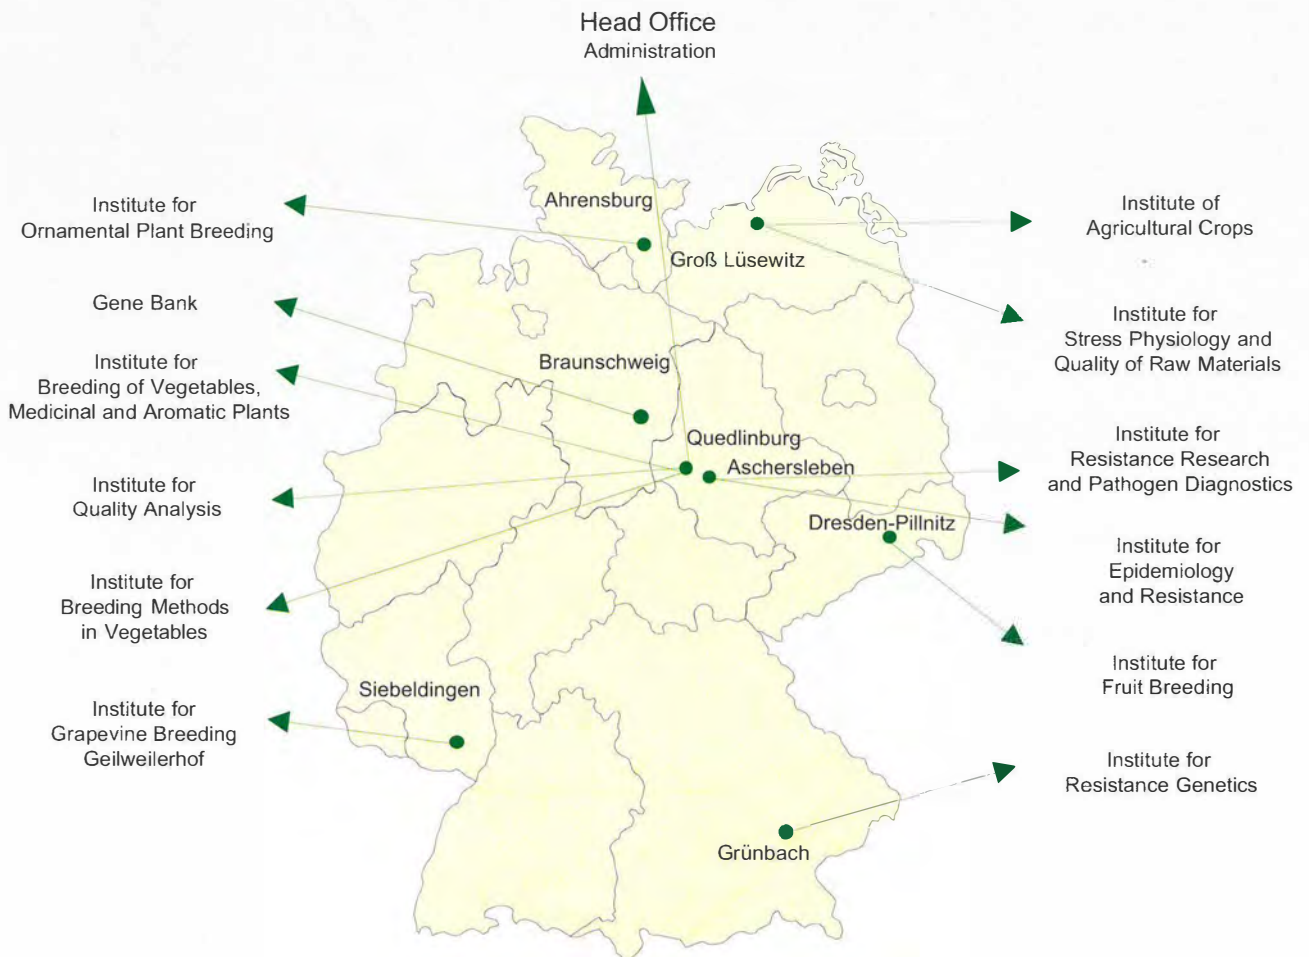 Head Office
Administration
Institute for
Ornamental Plant Breeding
Gene Bank
Institute for
Breeding of Vegetables,
Medicinal and Aromatic Plants
Institute for
Quality Analysis
Institute for
Breeding Methods
in Vegetables
Institute for
Grapevine Breeding
Geilweilerhof
Ahrensburg
Groß Lüsewitz
Braunschweig
Quedlinburg
Aschersleben
Dresden-Pillnitz
Siebeldingen
Grünbach
Institute of
Agricultural Crops
Institute for
Stress Physiology and
Quality of Raw Materials
Institute for
Resistance Research
and Pathogen Diagnostics
Institute for
Epidemiology
and Resistance
Institute for
Fruit Breeding
Institute for
Resistance Genetics